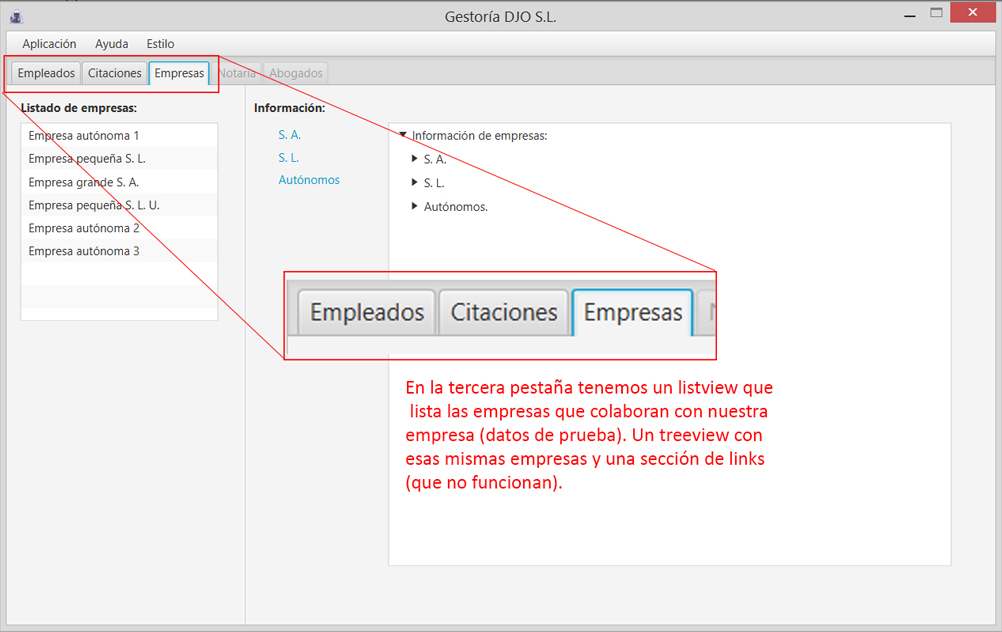 Gestoría DJO S.L.
Aplicación Ayuda Estilo
Empleados Citaciones Empresas Notaría Abogados
Listado de empresas:
Empresa autónoma 1
Empresa pequeña S. L.
Empresa grande S. A.
Empresa pequeña S. L. U.
Empresa autónoma 2
Empresa autónoma 3
Información:
S. A.
S. L.
Autónomos
Información de empresas:
S. A.
S. L.
Autónomos.
Empleados Citaciones Empresas
En la tercera pestaña tenemos un listview que
lista las empresas que colaboran con nuestra
empresa (datos de prueba). Un treeview con
esas mismas empresas y una sección de links
(que no funcionan).